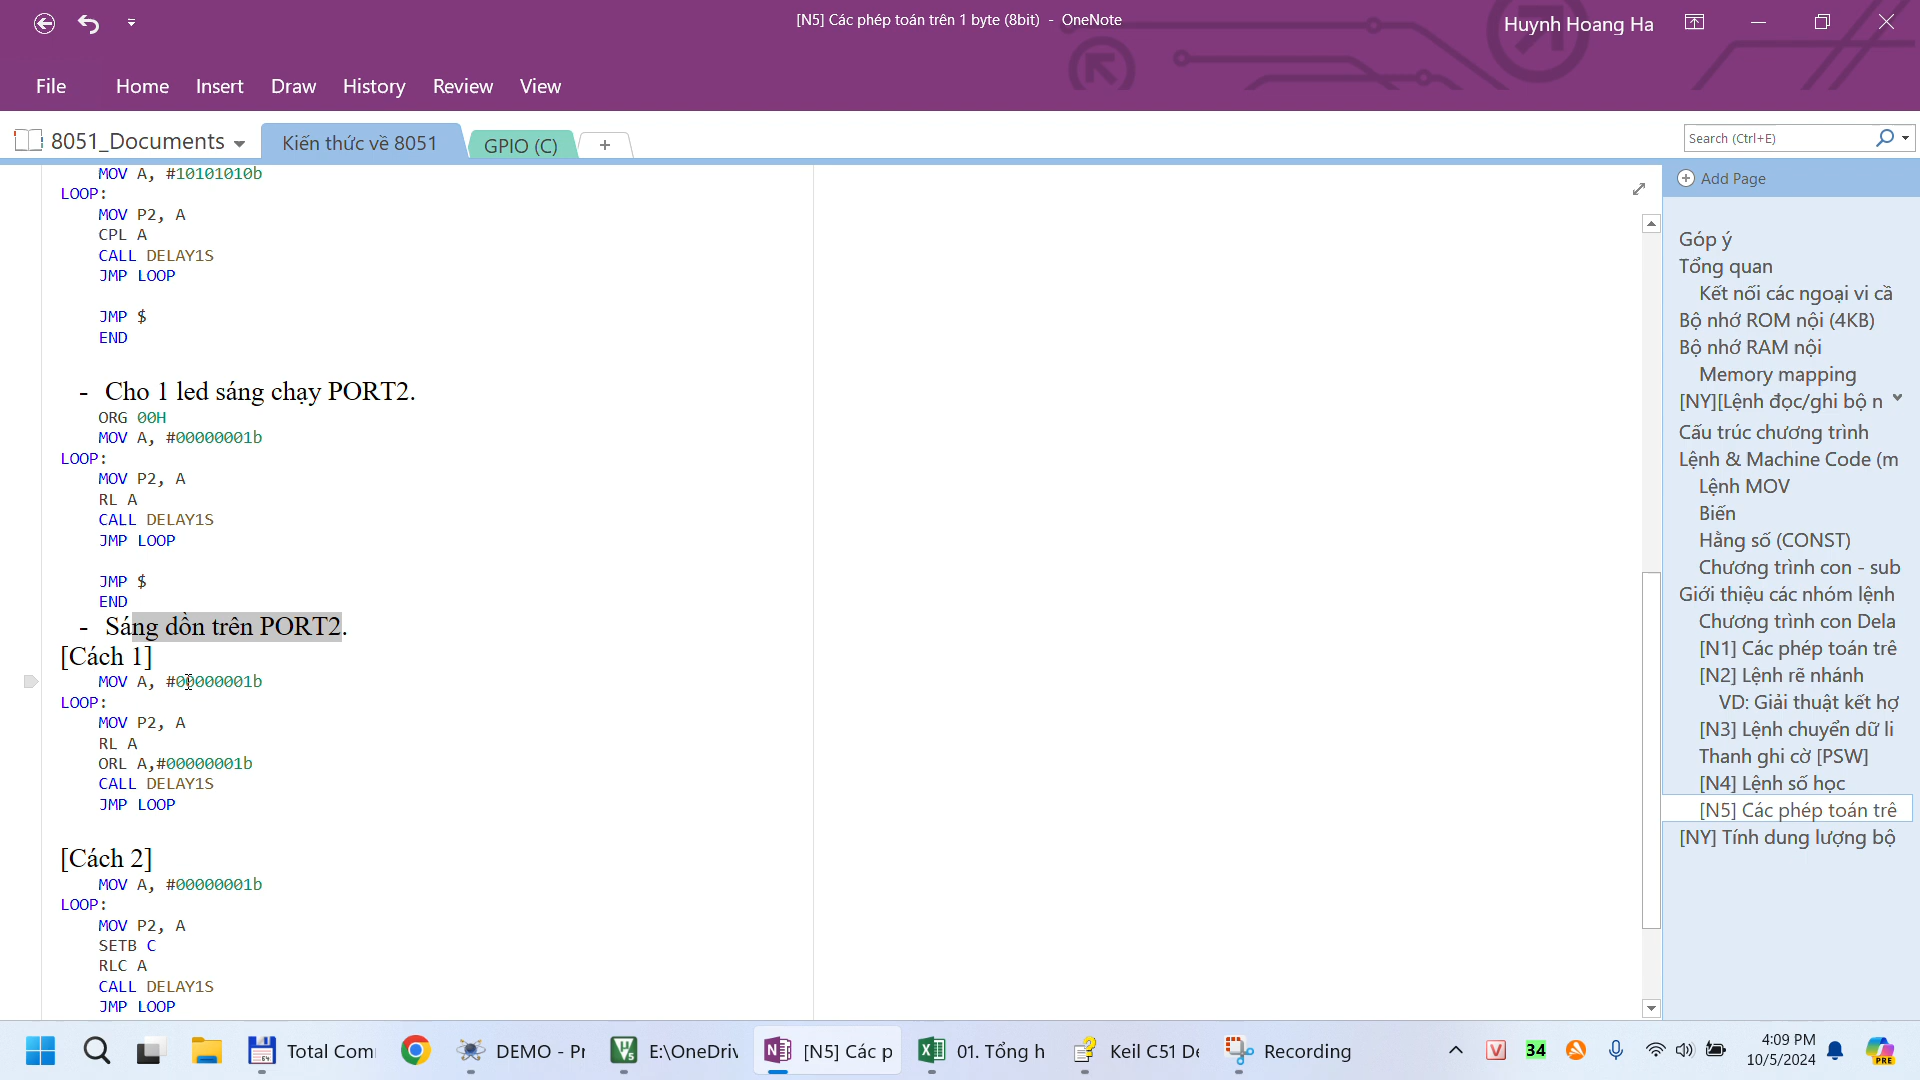 [N5] Các phép toán trên 1 byte (8bit) - OneNote
Huynh Hoang Ha
File Home Insert Draw History Review View
8051_Documents
Kiến thức về 8051
GPIO (C)
+
Search (Ctrl+E)
MOV A, #10101010b
LOOP:
MOV P2, A
CPL A
CALL DELAY1S
JMP LOOP
JMP $
END
- Cho 1 led sáng chạy PORT2.
ORG 00H
MOV A, #00000001b
LOOP:
MOV P2, A
RL A
CALL DELAY1S
JMP LOOP
JMP $
END
- Sáng dồn trên PORT2.
[Cách 1]
MOV A, #00000001b
LOOP:
MOV P2, A
RL A
ORL A,#00000001b
CALL DELAY1S
JMP LOOP
[Cách 2]
MOV A, #00000001b
LOOP:
MOV P2, A
SETB C
RLC A
CALL DELAY1S
JMP LOOP
Add Page
Góp ý
Tổng quan
Kết nối các ngoại vi cầ
Bộ nhớ ROM nội (4KB)
Bộ nhớ RAM nội
Memory mapping
[NY][Lệnh đọc/ghi bộ n
Cấu trúc chương trình
Lệnh & Machine Code (m
Lệnh MOV
Biến
Hằng số (CONST)
Chương trình con - sub
Giới thiệu các nhóm lệnh
Chương trình con Dela
[N1] Các phép toán trê
[N2] Lệnh rẽ nhánh
VD: Giải thuật kết hợ
[N3] Lệnh chuyển dữ li
Thanh ghi cờ [PSW]
[N4] Lệnh số học
[N5] Các phép toán trê
[NY] Tính dung lượng bộ
Total Com
DEMO - Pr
E:\OneDriv
[N5] Các p
01. Tổng h
Keil C51 De
Recording
34
4:09 PM
10/5/2024
PRE